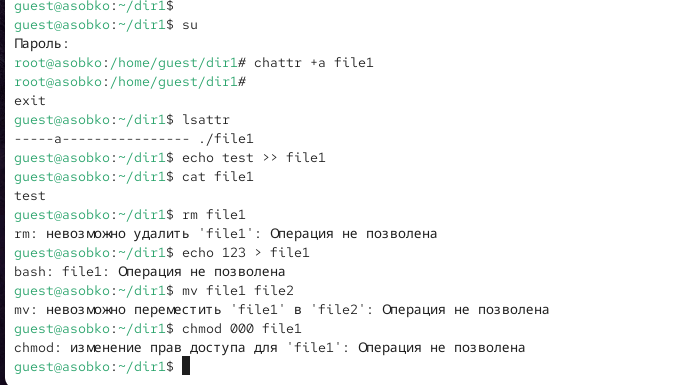 guest@asobko:~/dir1$
guest@asobko:~/dir1$ su
Пароль:
root@asobko:/home/guest/dir1# chattr +a file1
root@asobko:/home/guest/dir1#
exit
guest@asobko:~/dir1$ lsattr
-----a---------------- ./file1
guest@asobko:~/dir1$ echo test >> file1
guest@asobko:~/dir1$ cat file1
test
guest@asobko:~/dir1$ rm file1
rm: невозможно удалить 'file1': Операция не позволена
guest@asobko:~/dir1$ echo 123 > file1
bash: file1: Операция не позволена
guest@asobko:~/dir1$ mv file1 file2
mv: невозможно переместить 'file1' в 'file2': Операция не позволена
guest@asobko:~/dir1$ chmod 000 file1
chmod: изменение прав доступа для 'file1': Операция не позволена
guest@asobko:~/dir1$